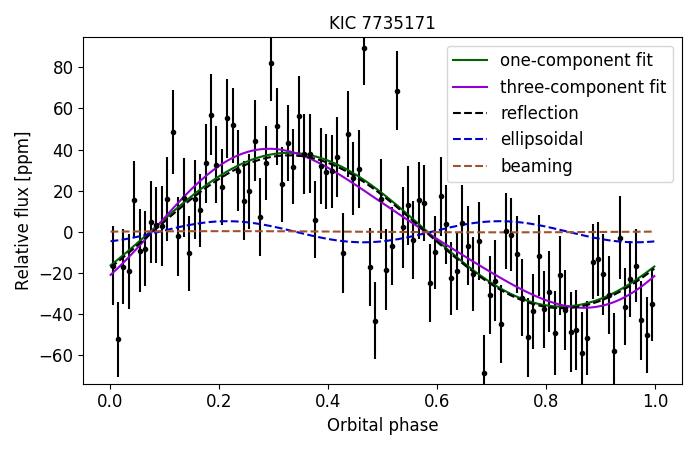 KIC 7735171
Relative flux [ppm]
80
60
40
20
0
−20
−40
−60
one-component fit
three-component fit
reflection
ellipsoidal
beaming
0.0 0.2 0.4 0.6 0.8 1.0
Orbital phase